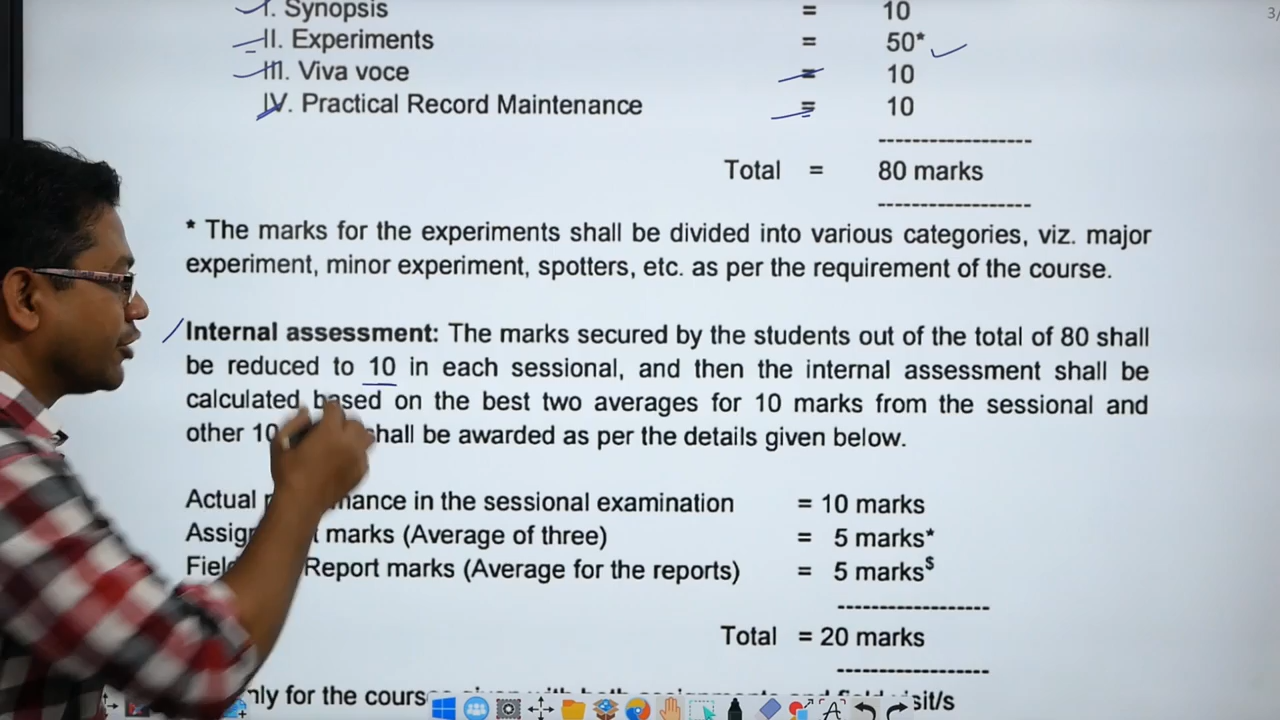 I. Synopsis = 10
II. Experiments = 50*
III. Viva voce = 10
IV. Practical Record Maintenance = 10
------------------
Total = 80 marks
------------------
* The marks for the experiments shall be divided into various categories, viz. major
experiment, minor experiment, spotters, etc. as per the requirement of the course.
Internal assessment: The marks secured by the students out of the total of 80 shall
be reduced to 10 in each sessional, and then the internal assessment shall be
calculated based on the best two averages for 10 marks from the sessional and
other 10 shall be awarded as per the details given below.
Actual in the sessional examination = 10 marks
marks (Average of three) = 5 marks*
Report marks (Average for the reports) = 5 marks$
------------------
Total = 20 marks
------------------
for the
3/